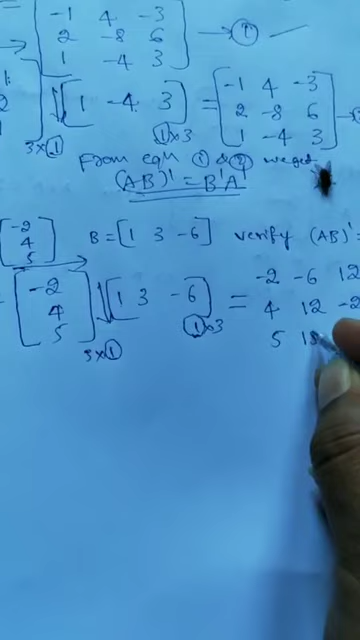 -1 4 -3
2 -8 6 → ①
1 -4 3
2 ] 3×① [1 -4 3] ①×3 = [-1 4 -3
2 -8 6
1 -4 3]
From eqn ① & ② we get
(AB)' = B'A
[-2
4
5] B = [1 3 -6] verify (AB)' =
[-2
4
5] 3×① [1 3 -6] ①×3 = -2 -6 12
4 12 -2
5 15